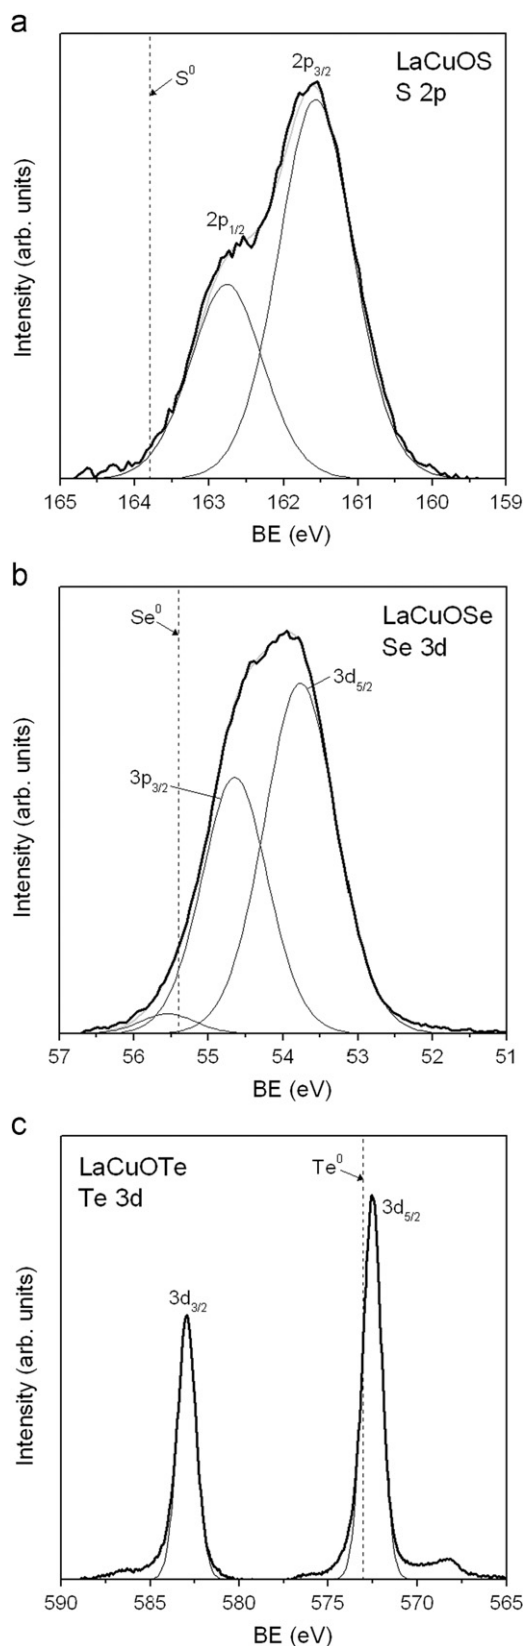 a
S⁰
2p₃/₂
LaCuOS
S 2p
2p₁/₂
Intensity (arb. units)
165 164 163 162 161 160 159
BE (eV)
b
Se⁰
LaCuOSe
Se 3d
3d₅/₂
3p₃/₂
Intensity (arb. units)
57 56 55 54 53 52 51
BE (eV)
c
LaCuOTe
Te 3d
Te⁰
3d₅/₂
3d₃/₂
Intensity (arb. units)
590 585 580 575 570 565
BE (eV)